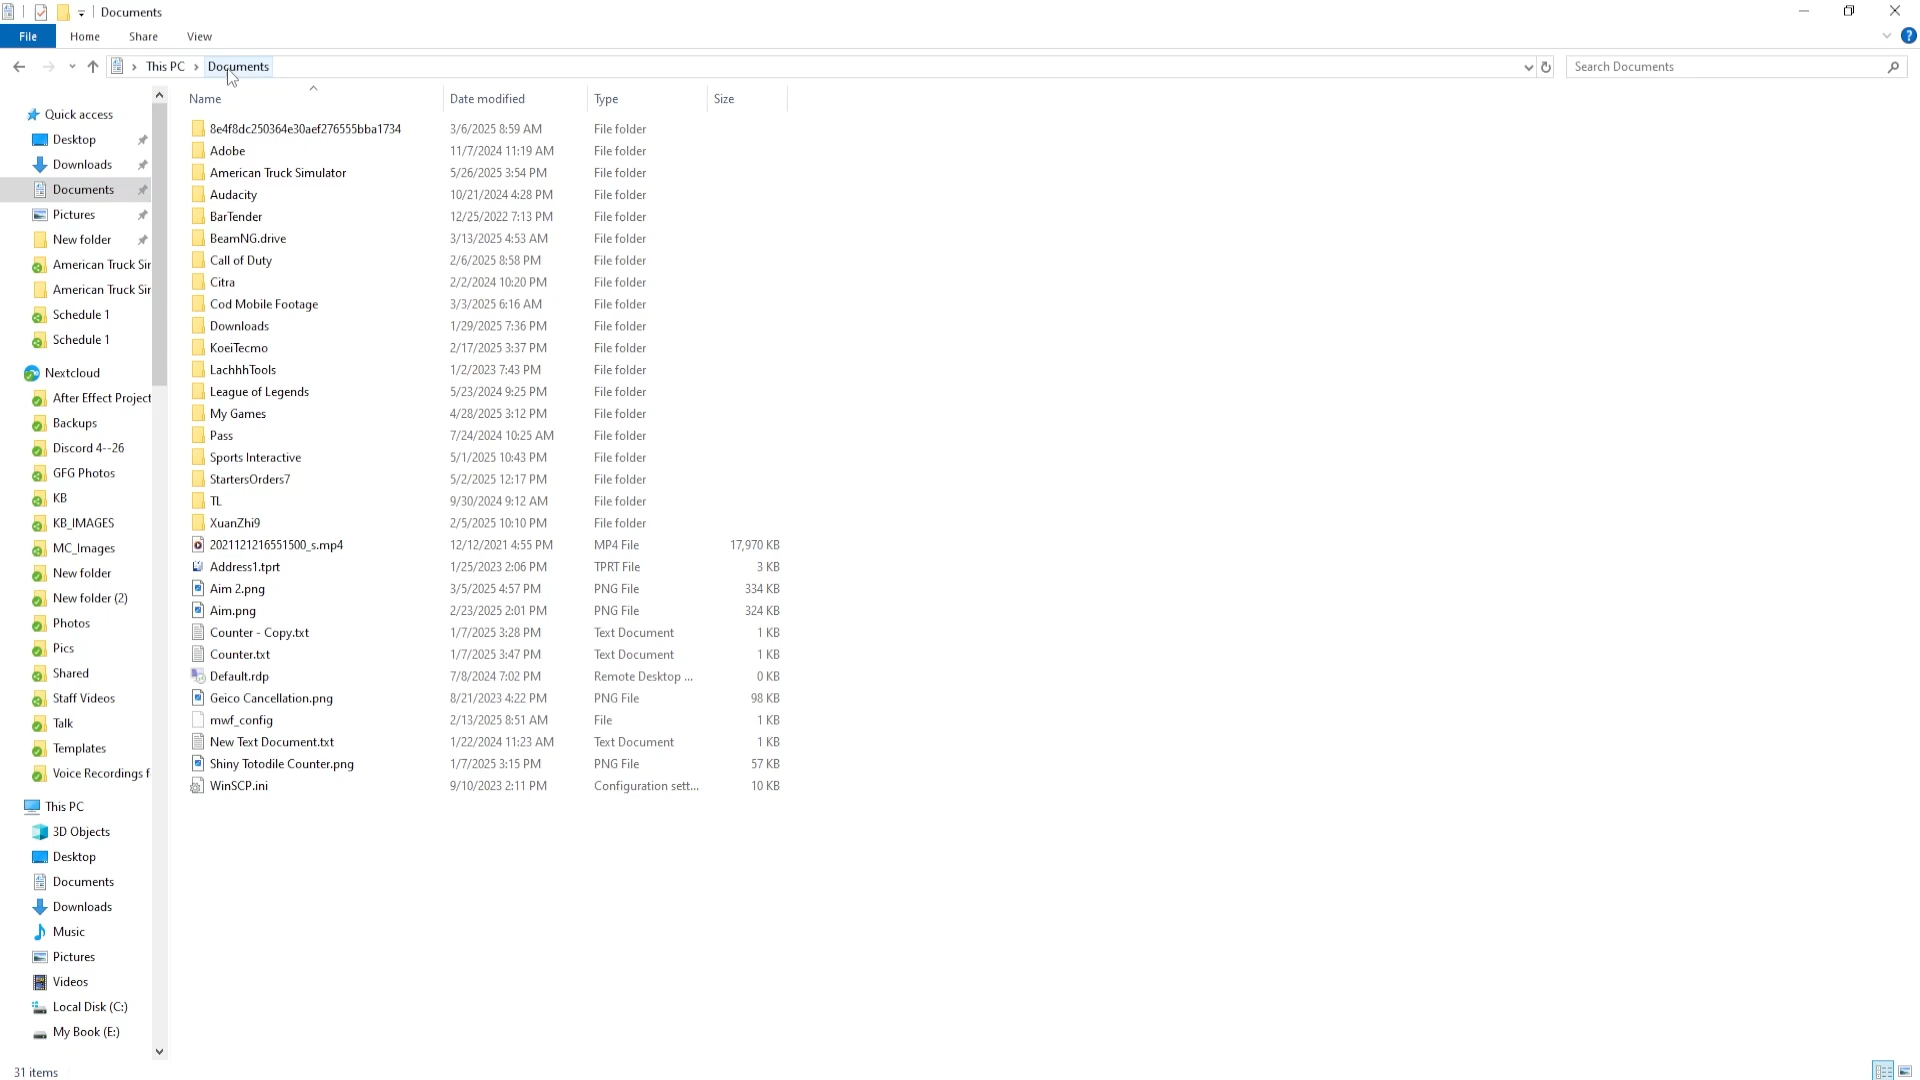 Documents
File Home Share View
This PC Documents Search Documents
Name Date modified Type Size
Quick access
Desktop
Downloads
Documents
Pictures
New folder
American Truck Sir
American Truck Sir
Schedule 1
Schedule 1
Nextcloud
After Effect Project
Backups
Discord 4--26
GFG Photos
KB
KB_IMAGES
MC_Images
New folder
New folder (2)
Photos
Pics
Shared
Staff Videos
Talk
Templates
Voice Recordings f
This PC
3D Objects
Desktop
Documents
Downloads
Music
Pictures
Videos
Local Disk (C:)
My Book (E:)
8e4f8dc250364e30aef276555bba1734 3/6/2025 8:59 AM File folder
Adobe 11/7/2024 11:19 AM File folder
American Truck Simulator 5/26/2025 3:54 PM File folder
Audacity 10/21/2024 4:28 PM File folder
BarTender 12/25/2022 7:13 PM File folder
BeamNG.drive 3/13/2025 4:53 AM File folder
Call of Duty 2/6/2025 8:58 PM File folder
Citra 2/2/2024 10:20 PM File folder
Cod Mobile Footage 3/3/2025 6:16 AM File folder
Downloads 1/29/2025 7:36 PM File folder
KoeiTecmo 2/17/2025 3:37 PM File folder
LachhhTools 1/2/2023 7:43 PM File folder
League of Legends 5/23/2024 9:25 PM File folder
My Games 4/28/2025 3:12 PM File folder
Pass 7/24/2024 10:25 AM File folder
Sports Interactive 5/1/2025 10:43 PM File folder
StartersOrders7 5/2/2025 12:17 PM File folder
TL 9/30/2024 9:12 AM File folder
XuanZhi9 2/5/2025 10:10 PM File folder
2021121216551500_s.mp4 12/12/2021 4:55 PM MP4 File 17,970 KB
Address1.tprt 1/25/2023 2:06 PM TPRT File 3 KB
Aim 2.png 3/5/2025 4:57 PM PNG File 334 KB
Aim.png 2/23/2025 2:01 PM PNG File 324 KB
Counter - Copy.txt 1/7/2025 3:28 PM Text Document 1 KB
Counter.txt 1/7/2025 3:47 PM Text Document 1 KB
Default.rdp 7/8/2024 7:02 PM Remote Desktop ... 0 KB
Geico Cancellation.png 8/21/2023 4:22 PM PNG File 98 KB
mwf_config 2/13/2025 8:51 AM File 1 KB
New Text Document.txt 1/22/2024 11:23 AM Text Document 1 KB
Shiny Totodile Counter.png 1/7/2025 3:15 PM PNG File 57 KB
WinSCP.ini 9/10/2023 2:11 PM Configuration sett... 10 KB
31 items